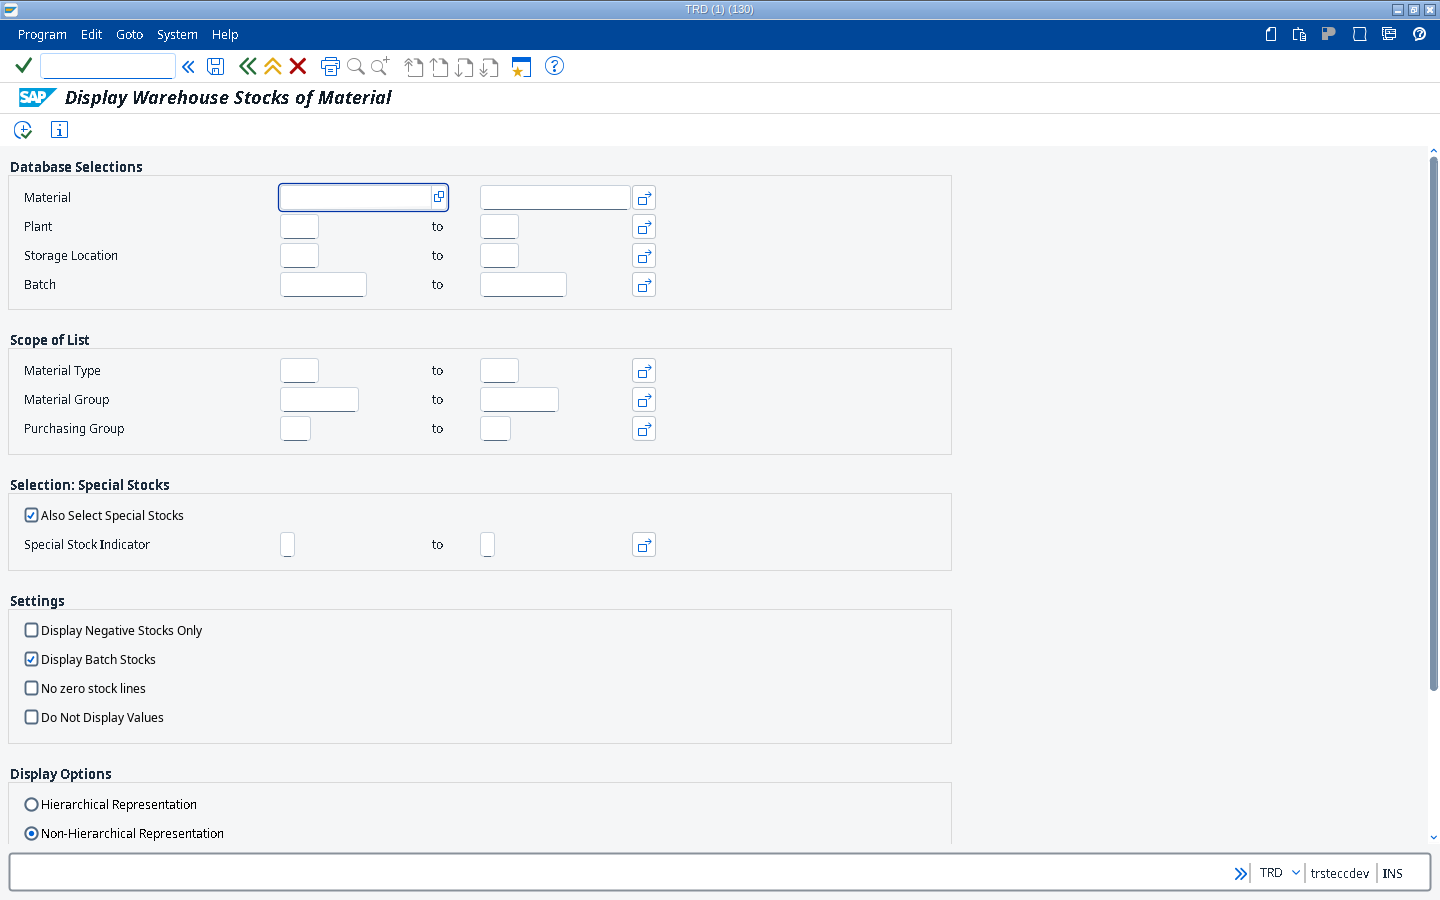 TRD (1) (130)
Program Edit Goto System Help
SAP Display Warehouse Stocks of Material
Database Selections
Material
Plant to
Storage Location to
Batch to
Scope of List
Material Type to
Material Group to
Purchasing Group to
Selection: Special Stocks
Also Select Special Stocks
Special Stock Indicator to
Settings
Display Negative Stocks Only
Display Batch Stocks
No zero stock lines
Do Not Display Values
Display Options
Hierarchical Representation
Non-Hierarchical Representation
TRD trsteccdev INS